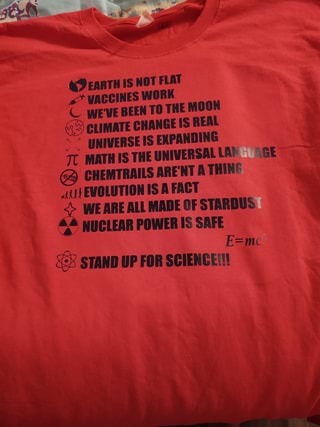 EARTH IS NOT FLAT
VACCINES WORK
WE'VE BEEN TO THE MOON
CLIMATE CHANGE IS REAL
UNIVERSE IS EXPANDING
π MATH IS THE UNIVERSAL LANGUAGE
CHEMTRAILS ARE'NT A THING
EVOLUTION IS A FACT
WE ARE ALL MADE OF STARDUST
NUCLEAR POWER IS SAFE
E=mc²
STAND UP FOR SCIENCE!!!